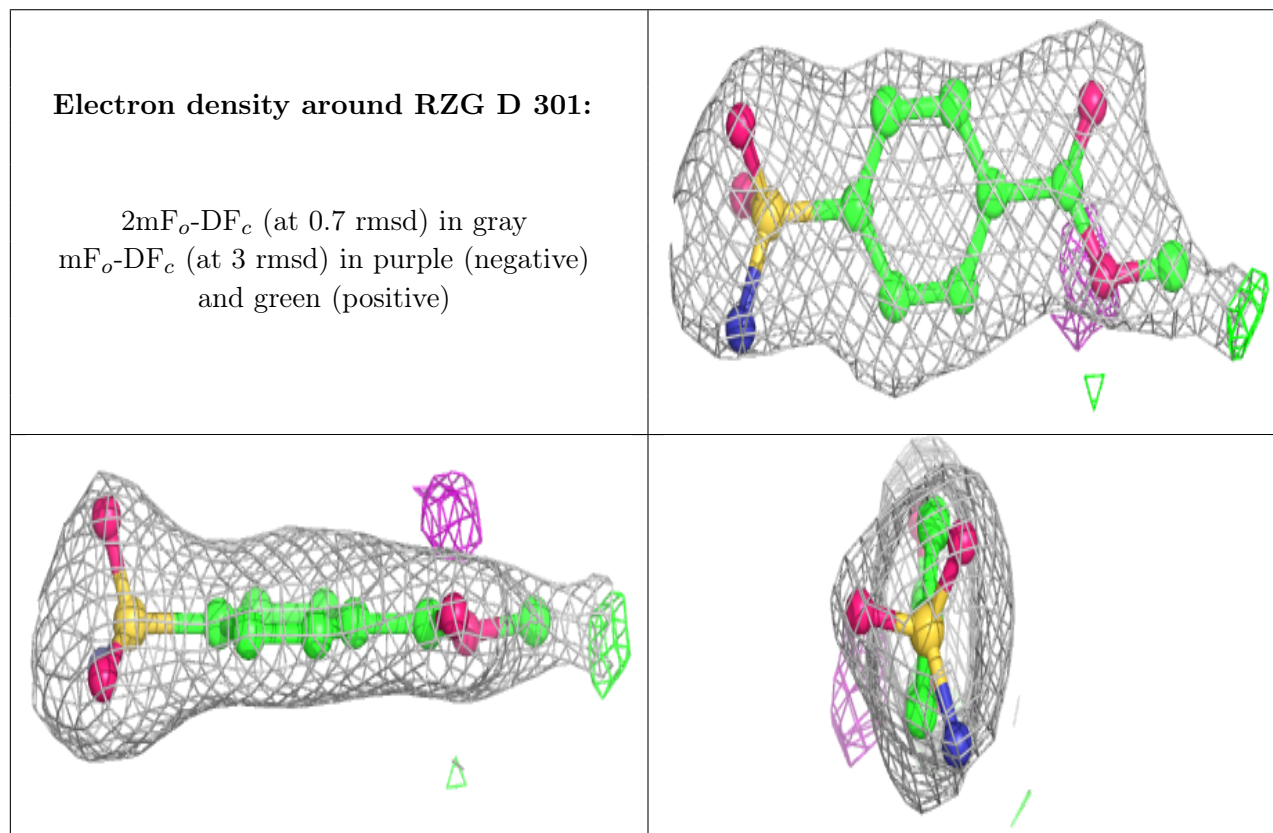 Electron density around RZG D 301:
2mFo-DFc (at 0.7 rmsd) in gray
mFo-DFc (at 3 rmsd) in purple (negative)
and green (positive)